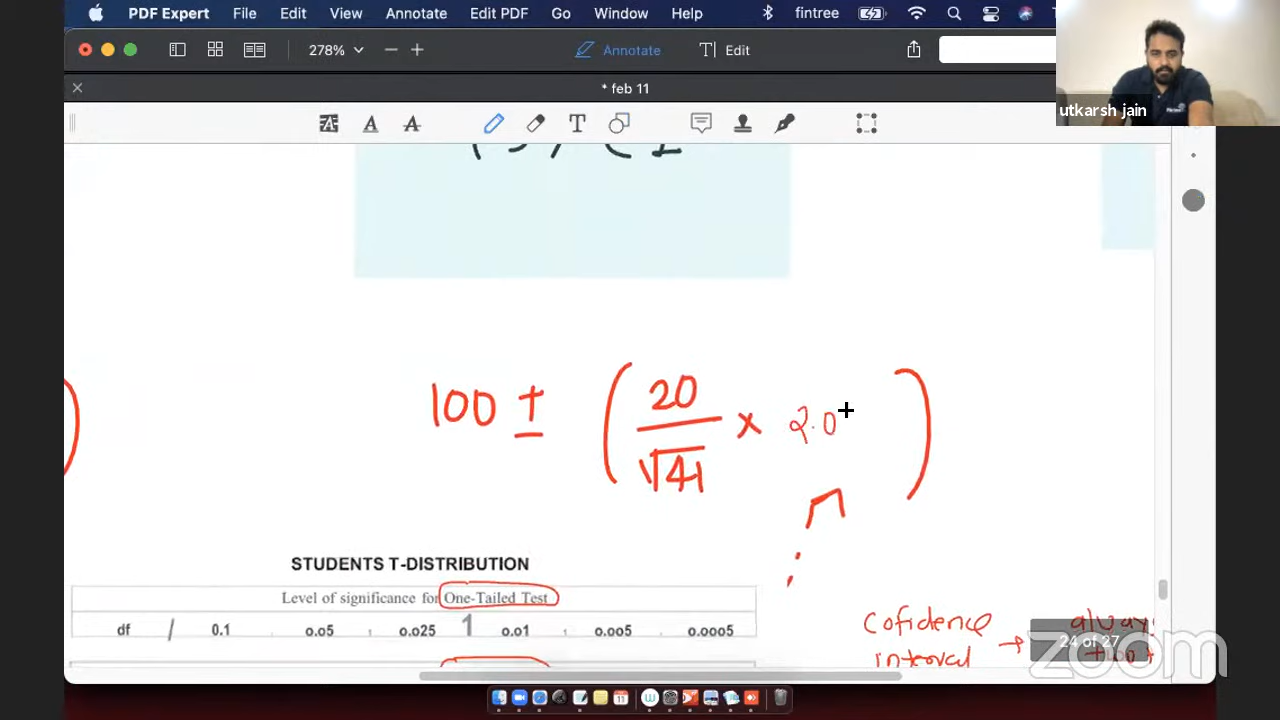 PDF Expert File Edit View Annotate Edit PDF Go Window Help fintree
278% Annotate T Edit
utkarsh jain
* feb 11
100 ± ( 20 / √41 × 2.0 )
STUDENTS T-DISTRIBUTION
Level of significance for One-Tailed Test
df 0.1 0.05 0.025 0.01 0.005 0.0005
cofidence
interval →
24 of 27
zoom